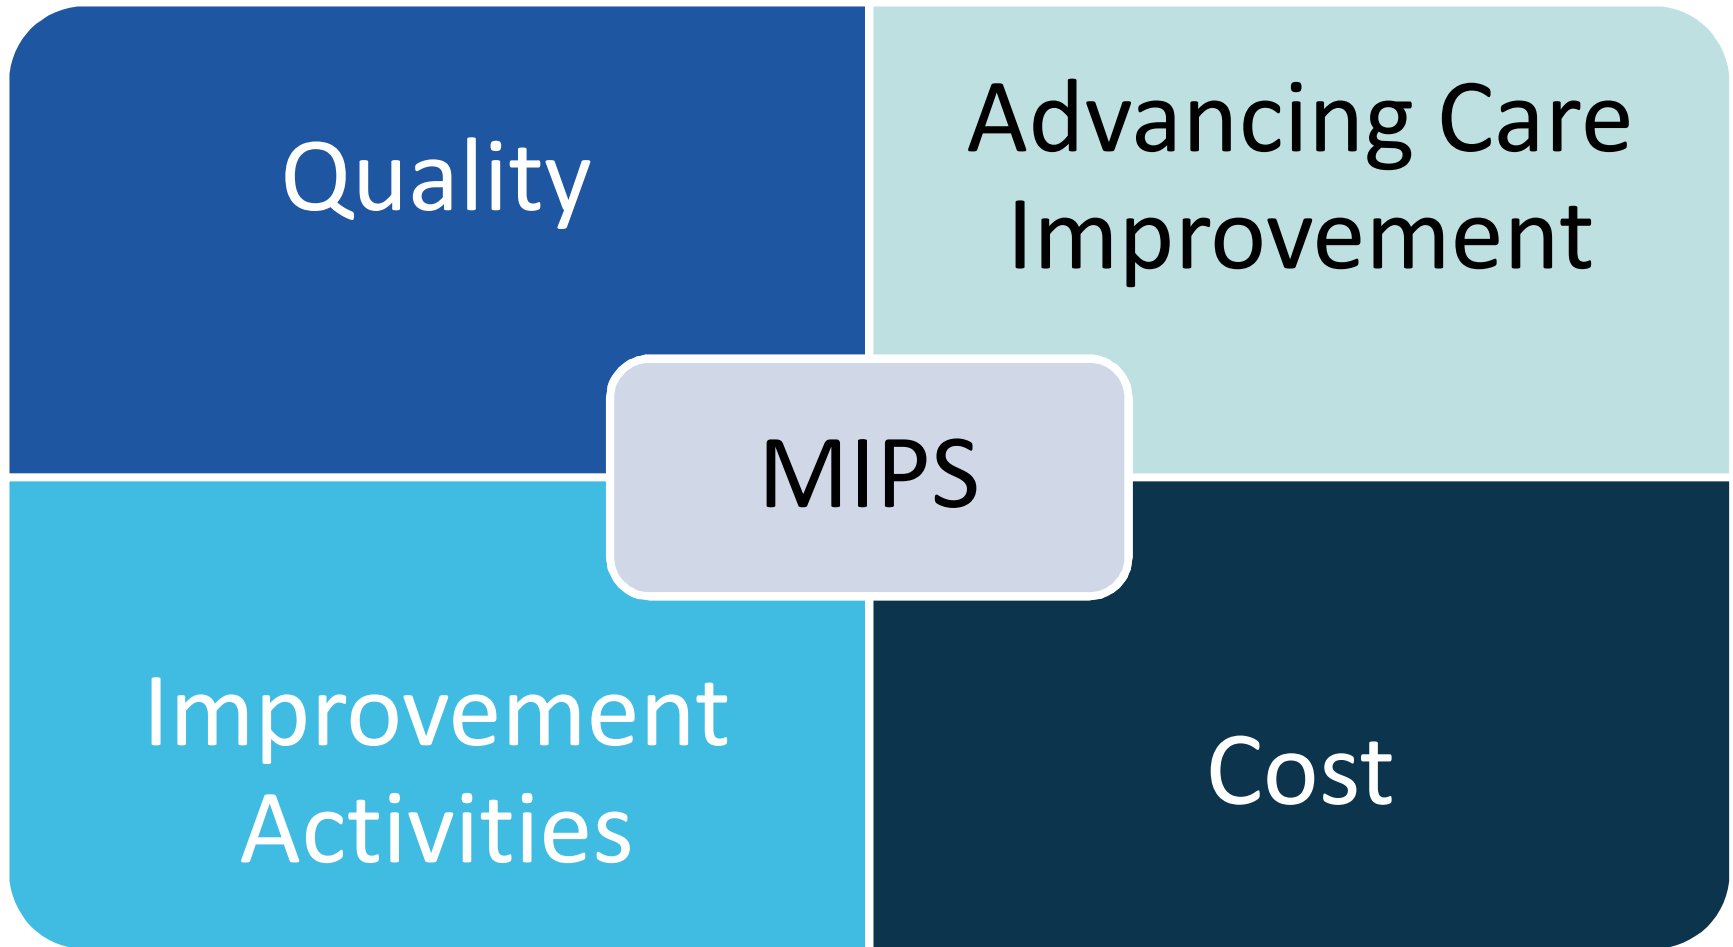 Quality
Advancing Care
Improvement
MIPS
Improvement
Activities
Cost